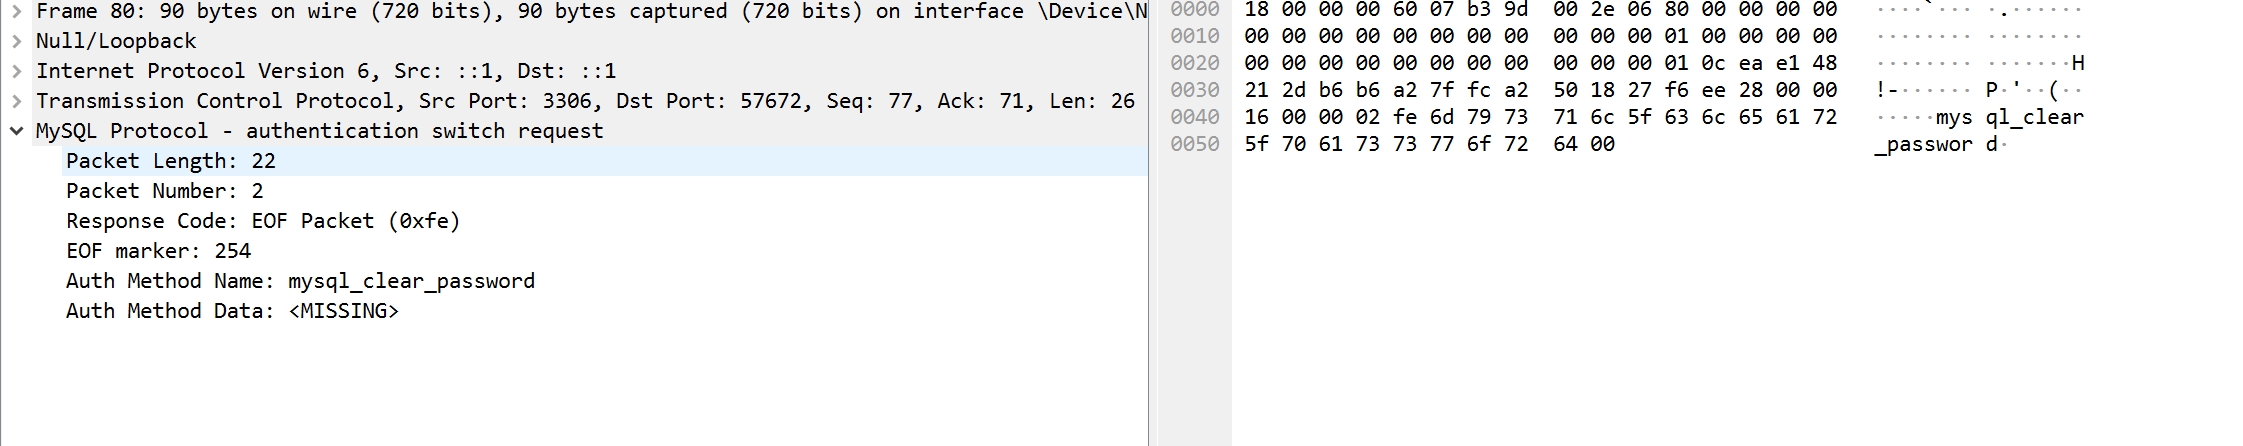 Frame 80: 90 bytes on wire (720 bits), 90 bytes captured (720 bits) on interface \Device\N
Null/Loopback
Internet Protocol Version 6, Src: ::1, Dst: ::1
Transmission Control Protocol, Src Port: 3306, Dst Port: 57672, Seq: 77, Ack: 71, Len: 26
MySQL Protocol - authentication switch request
Packet Length: 22
Packet Number: 2
Response Code: EOF Packet (0xfe)
EOF marker: 254
Auth Method Name: mysql_clear_password
Auth Method Data: <MISSING>
0000 18 00 00 00 60 07 b3 9d 00 2e 06 80 00 00 00 00 ····`··· ·.······
0010 00 00 00 00 00 00 00 00 00 00 00 01 00 00 00 00 ········ ········
0020 00 00 00 00 00 00 00 00 00 00 00 01 0c ea e1 48 ········ ·······H
0030 21 2d b6 b6 a2 7f fc a2 50 18 27 f6 ee 28 00 00 !-······ P·'··(··
0040 16 00 00 02 fe 6d 79 73 71 6c 5f 63 6c 65 61 72 ·····mys ql_clear
0050 5f 70 61 73 73 77 6f 72 64 00 _passwor d·